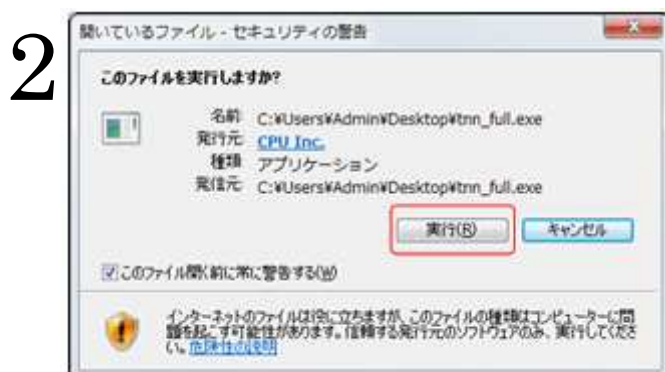 2
開いているファイル - セキュリティの警告
このファイルを実行しますか?
名前 C:¥Users¥Admin¥Desktop¥tnn_full.exe
発行元 CPU Inc.
種類 アプリケーション
発信元 C:¥Users¥Admin¥Desktop¥tnn_full.exe
実行(R) キャンセル
このファイル開く前に常に警告する(W)
インターネットのファイルは役に立ちますが、このファイルの種類はコンピューターに問
題を起こす可能性があります。信頼する発行元のソフトウェアのみ、実行してくださ
い。危険性の説明